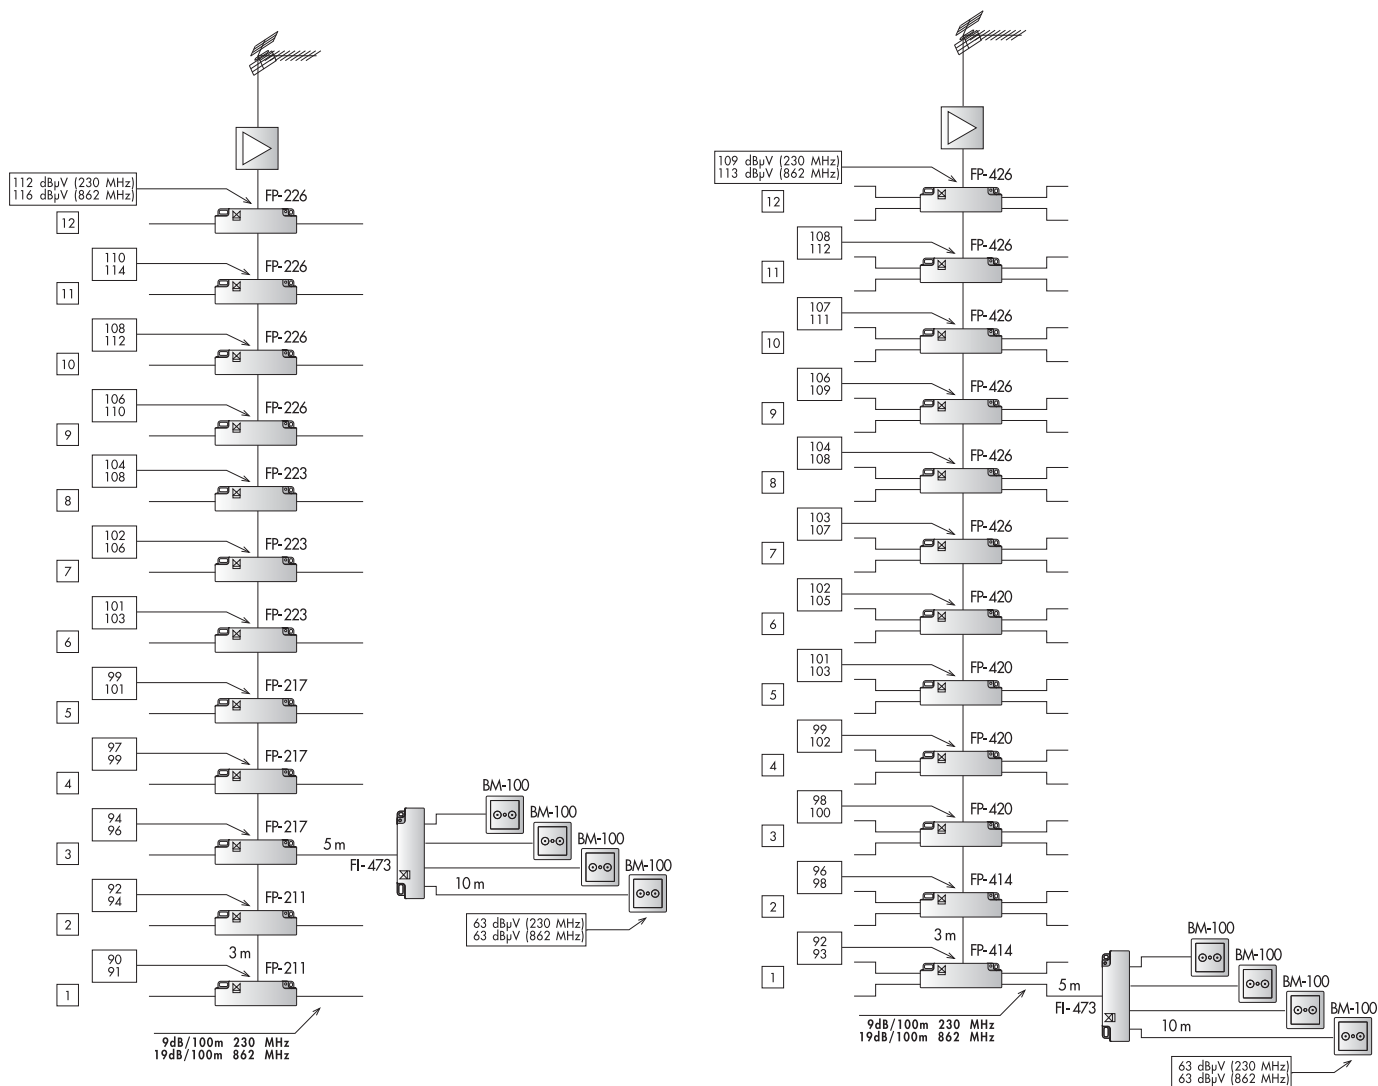 112 dBµV (230 MHz)
116 dBµV (862 MHz)
FP-226
12
110
114
FP-226
11
108
112
FP-226
10
106
110
FP-226
9
104
108
FP-223
8
102
106
FP-223
7
101
103
FP-223
6
99
101
FP-217
5
97
99
FP-217
4
94
96
FP-217
3
5 m
FI-473
BM-100
BM-100
BM-100
BM-100
10 m
63 dBµV (230 MHz)
63 dBµV (862 MHz)
92
94
FP-211
2
3 m
90
91
FP-211
1
9dB/100m 230 MHz
19dB/100m 862 MHz
109 dBµV (230 MHz)
113 dBµV (862 MHz)
FP-426
12
108
112
FP-426
11
107
111
FP-426
10
106
109
FP-426
9
104
108
FP-426
8
103
107
FP-426
7
102
105
FP-420
6
101
103
FP-420
5
99
102
FP-420
4
98
100
FP-420
3
96
98
FP-414
2
3 m
92
93
FP-414
1
5 m
FI-473
BM-100
BM-100
BM-100
BM-100
10 m
9dB/100m 230 MHz
19dB/100m 862 MHz
63 dBµV (230 MHz)
63 dBµV (862 MHz)